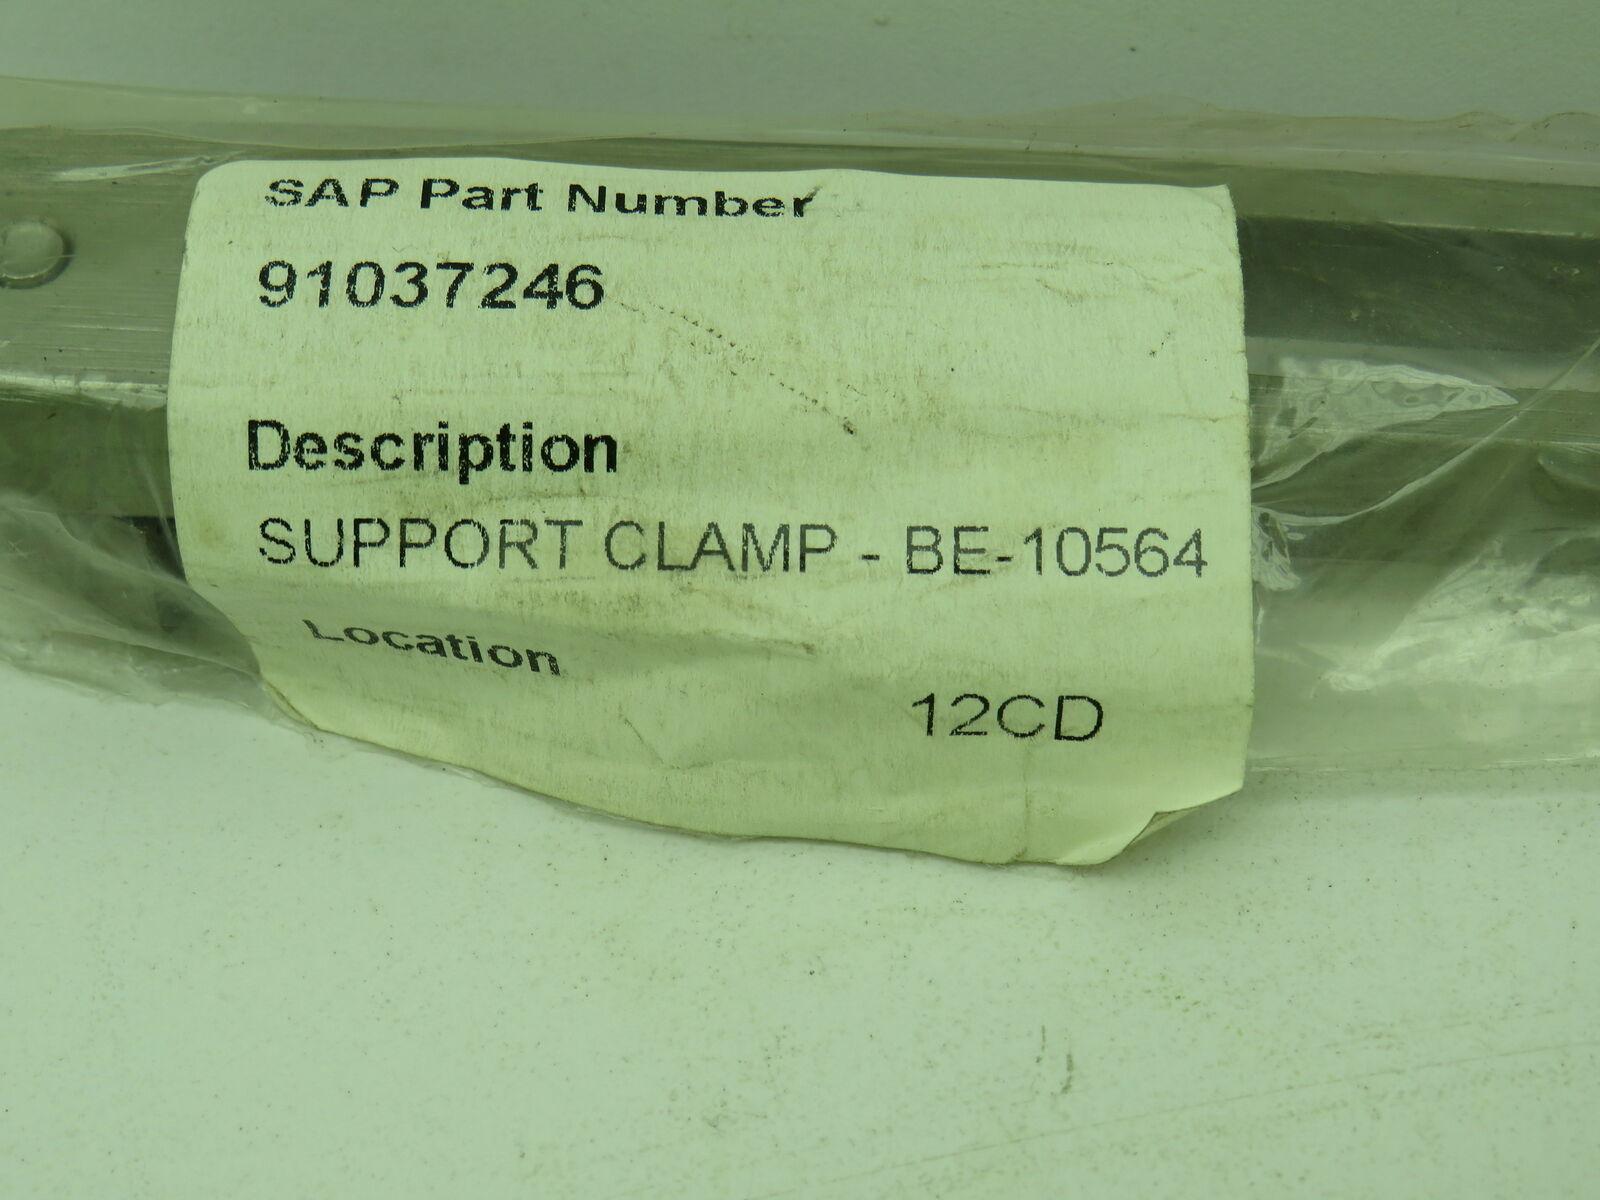 SAP Part Number
91037246
Description
SUPPORT CLAMP - BE-10564
Location
12CD